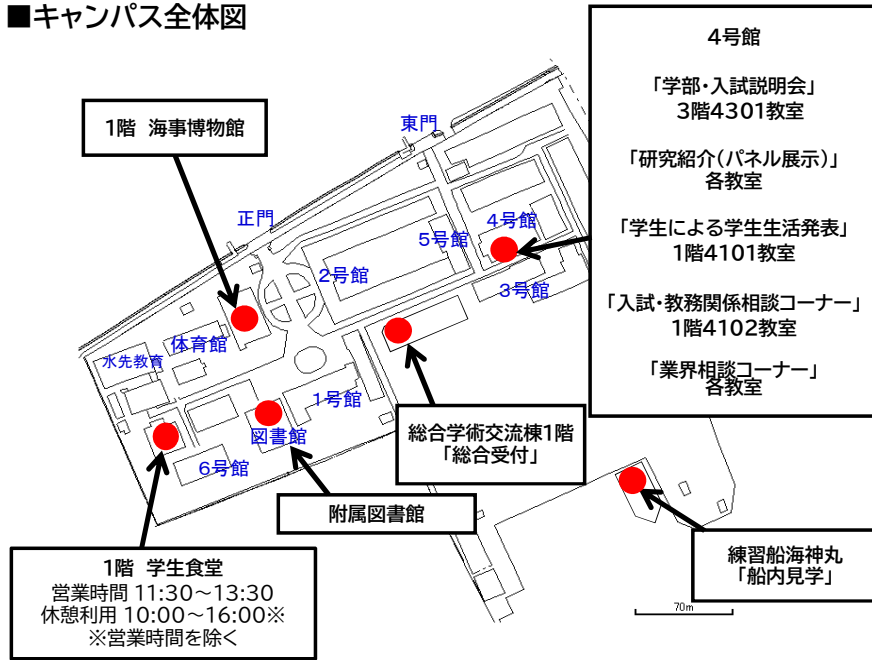 ■キャンパス全体図
4号館
「学部・入試説明会」
3階4301教室
「研究紹介(パネル展示)」
各教室
「学生による学生生活発表」
1階4101教室
「入試・教務関係相談コーナー」
1階4102教室
「業界相談コーナー」
各教室
1階 海事博物館
東門
正門
4号館
5号館
2号館
3号館
体育館
水先教育
1号館
図書館
6号館
総合学術交流棟1階
「総合受付」
附属図書館
練習船海神丸
「船内見学」
1階 学生食堂
営業時間 11:30~13:30
休憩利用 10:00~16:00※
※営業時間を除く
70m